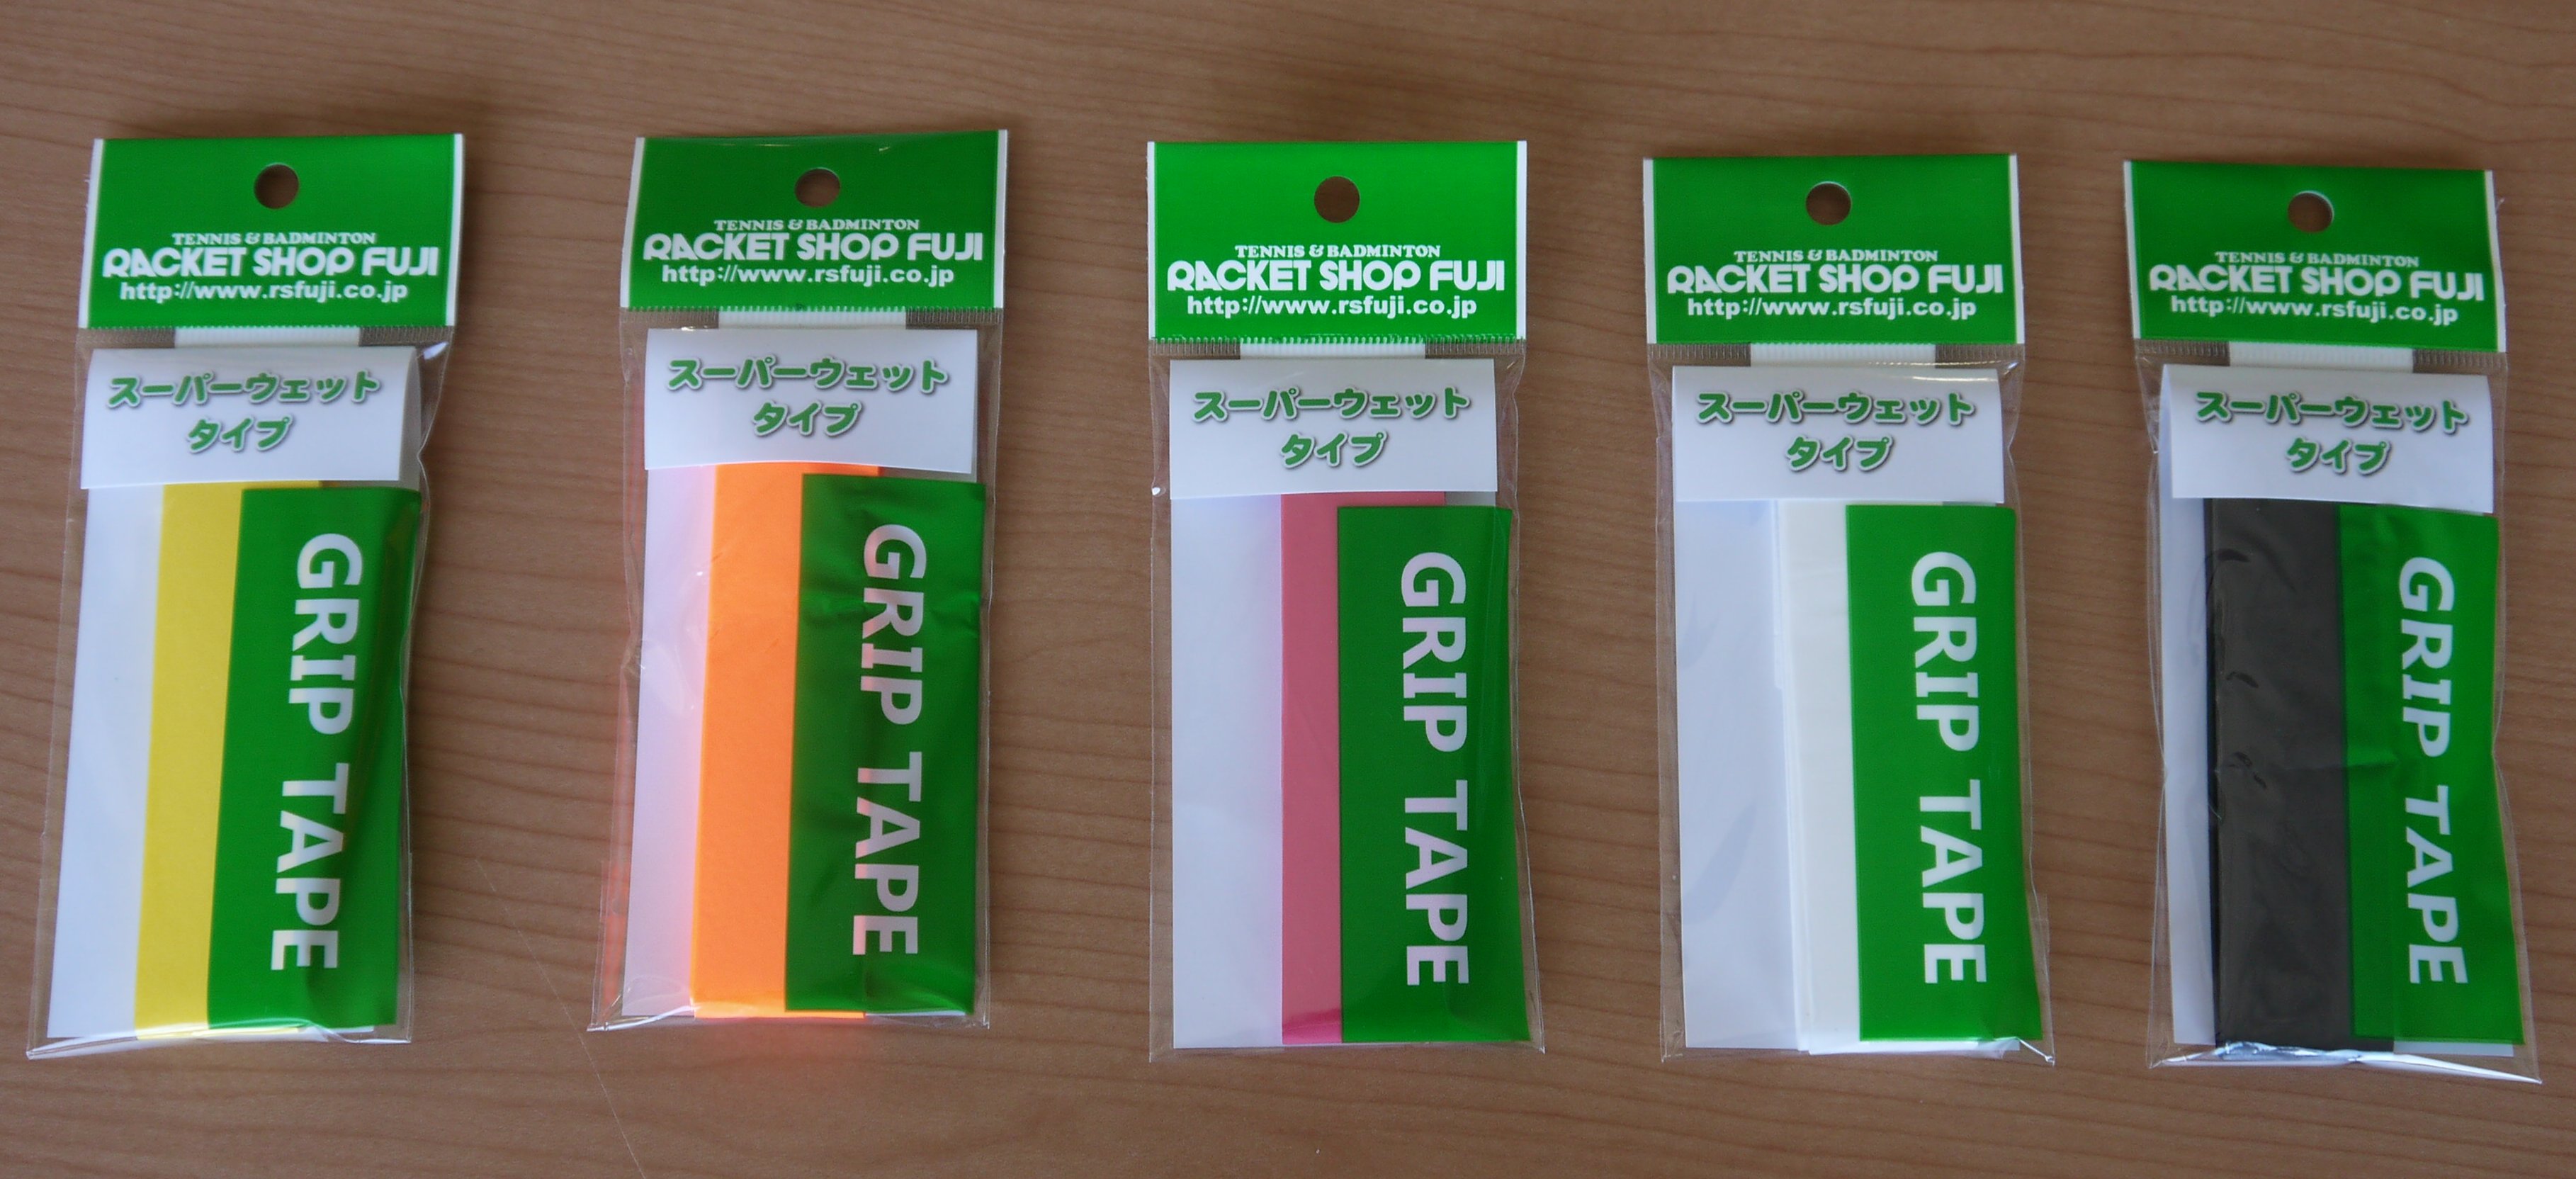 TENNIS & BADMINTON
RACKET SHOP FUJI
http://www.rsfuji.co.jp
スーパーウェット
タイプ
GRIP TAPE
TENNIS & BADMINTON
RACKET SHOP FUJI
http://www.rsfuji.co.jp
スーパーウェット
タイプ
GRIP TAPE
TENNIS & BADMINTON
RACKET SHOP FUJI
http://www.rsfuji.co.jp
スーパーウェット
タイプ
GRIP TAPE
TENNIS & BADMINTON
RACKET SHOP FUJI
http://www.rsfuji.co.jp
スーパーウェット
タイプ
GRIP TAPE
TENNIS & BADMINTON
RACKET SHOP FUJI
http://www.rsfuji.co.jp
スーパーウェット
タイプ
GRIP TAPE